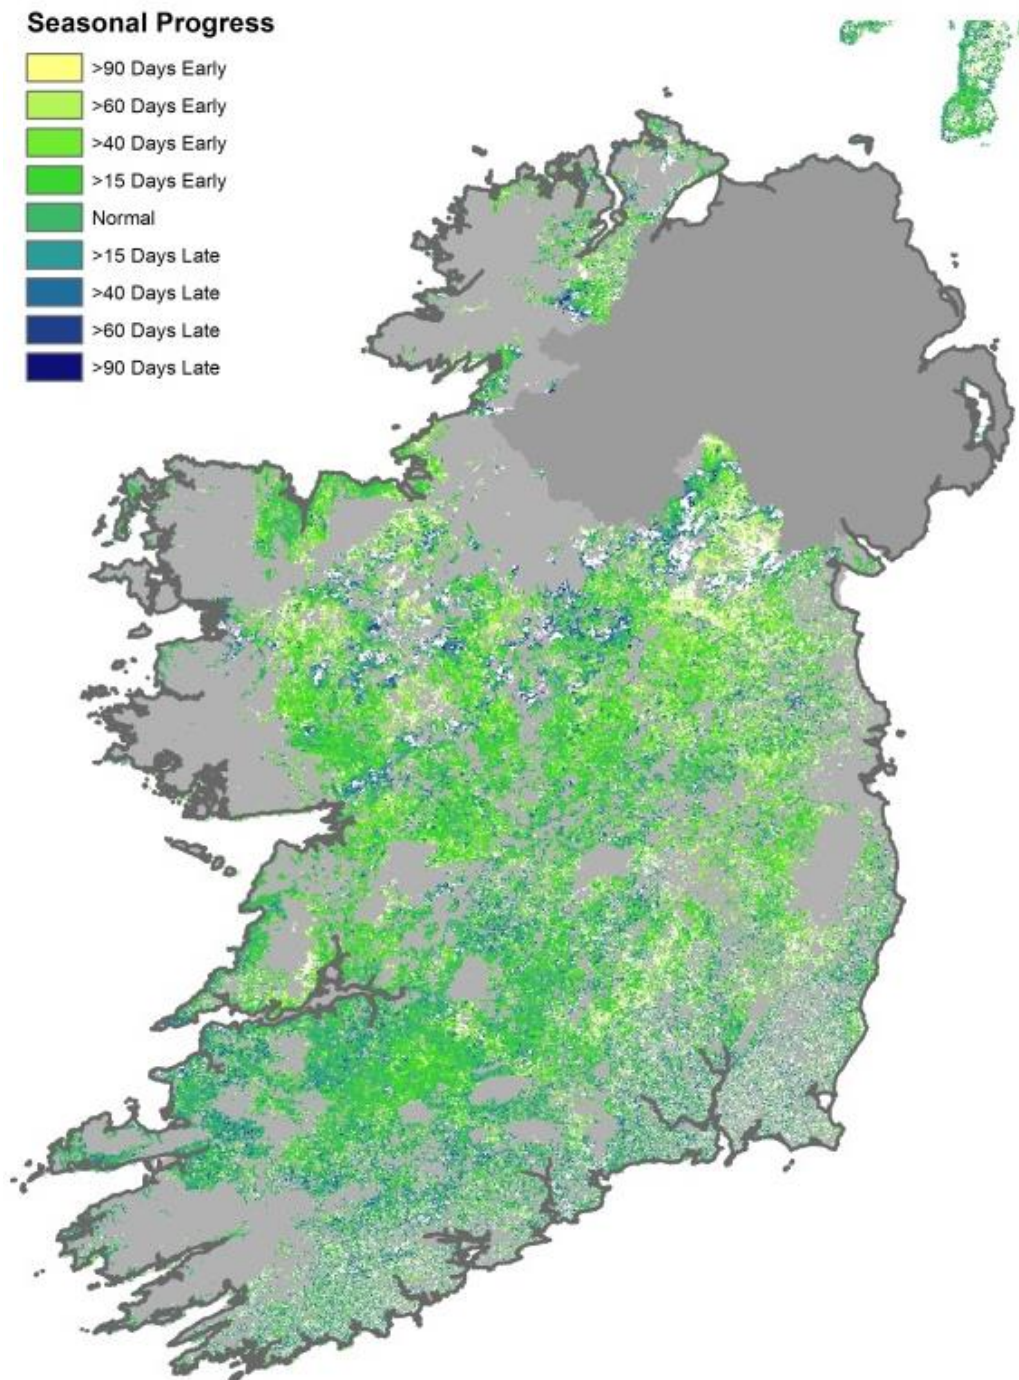 Seasonal Progress
>90 Days Early
>60 Days Early
>40 Days Early
>15 Days Early
Normal
>15 Days Late
>40 Days Late
>60 Days Late
>90 Days Late